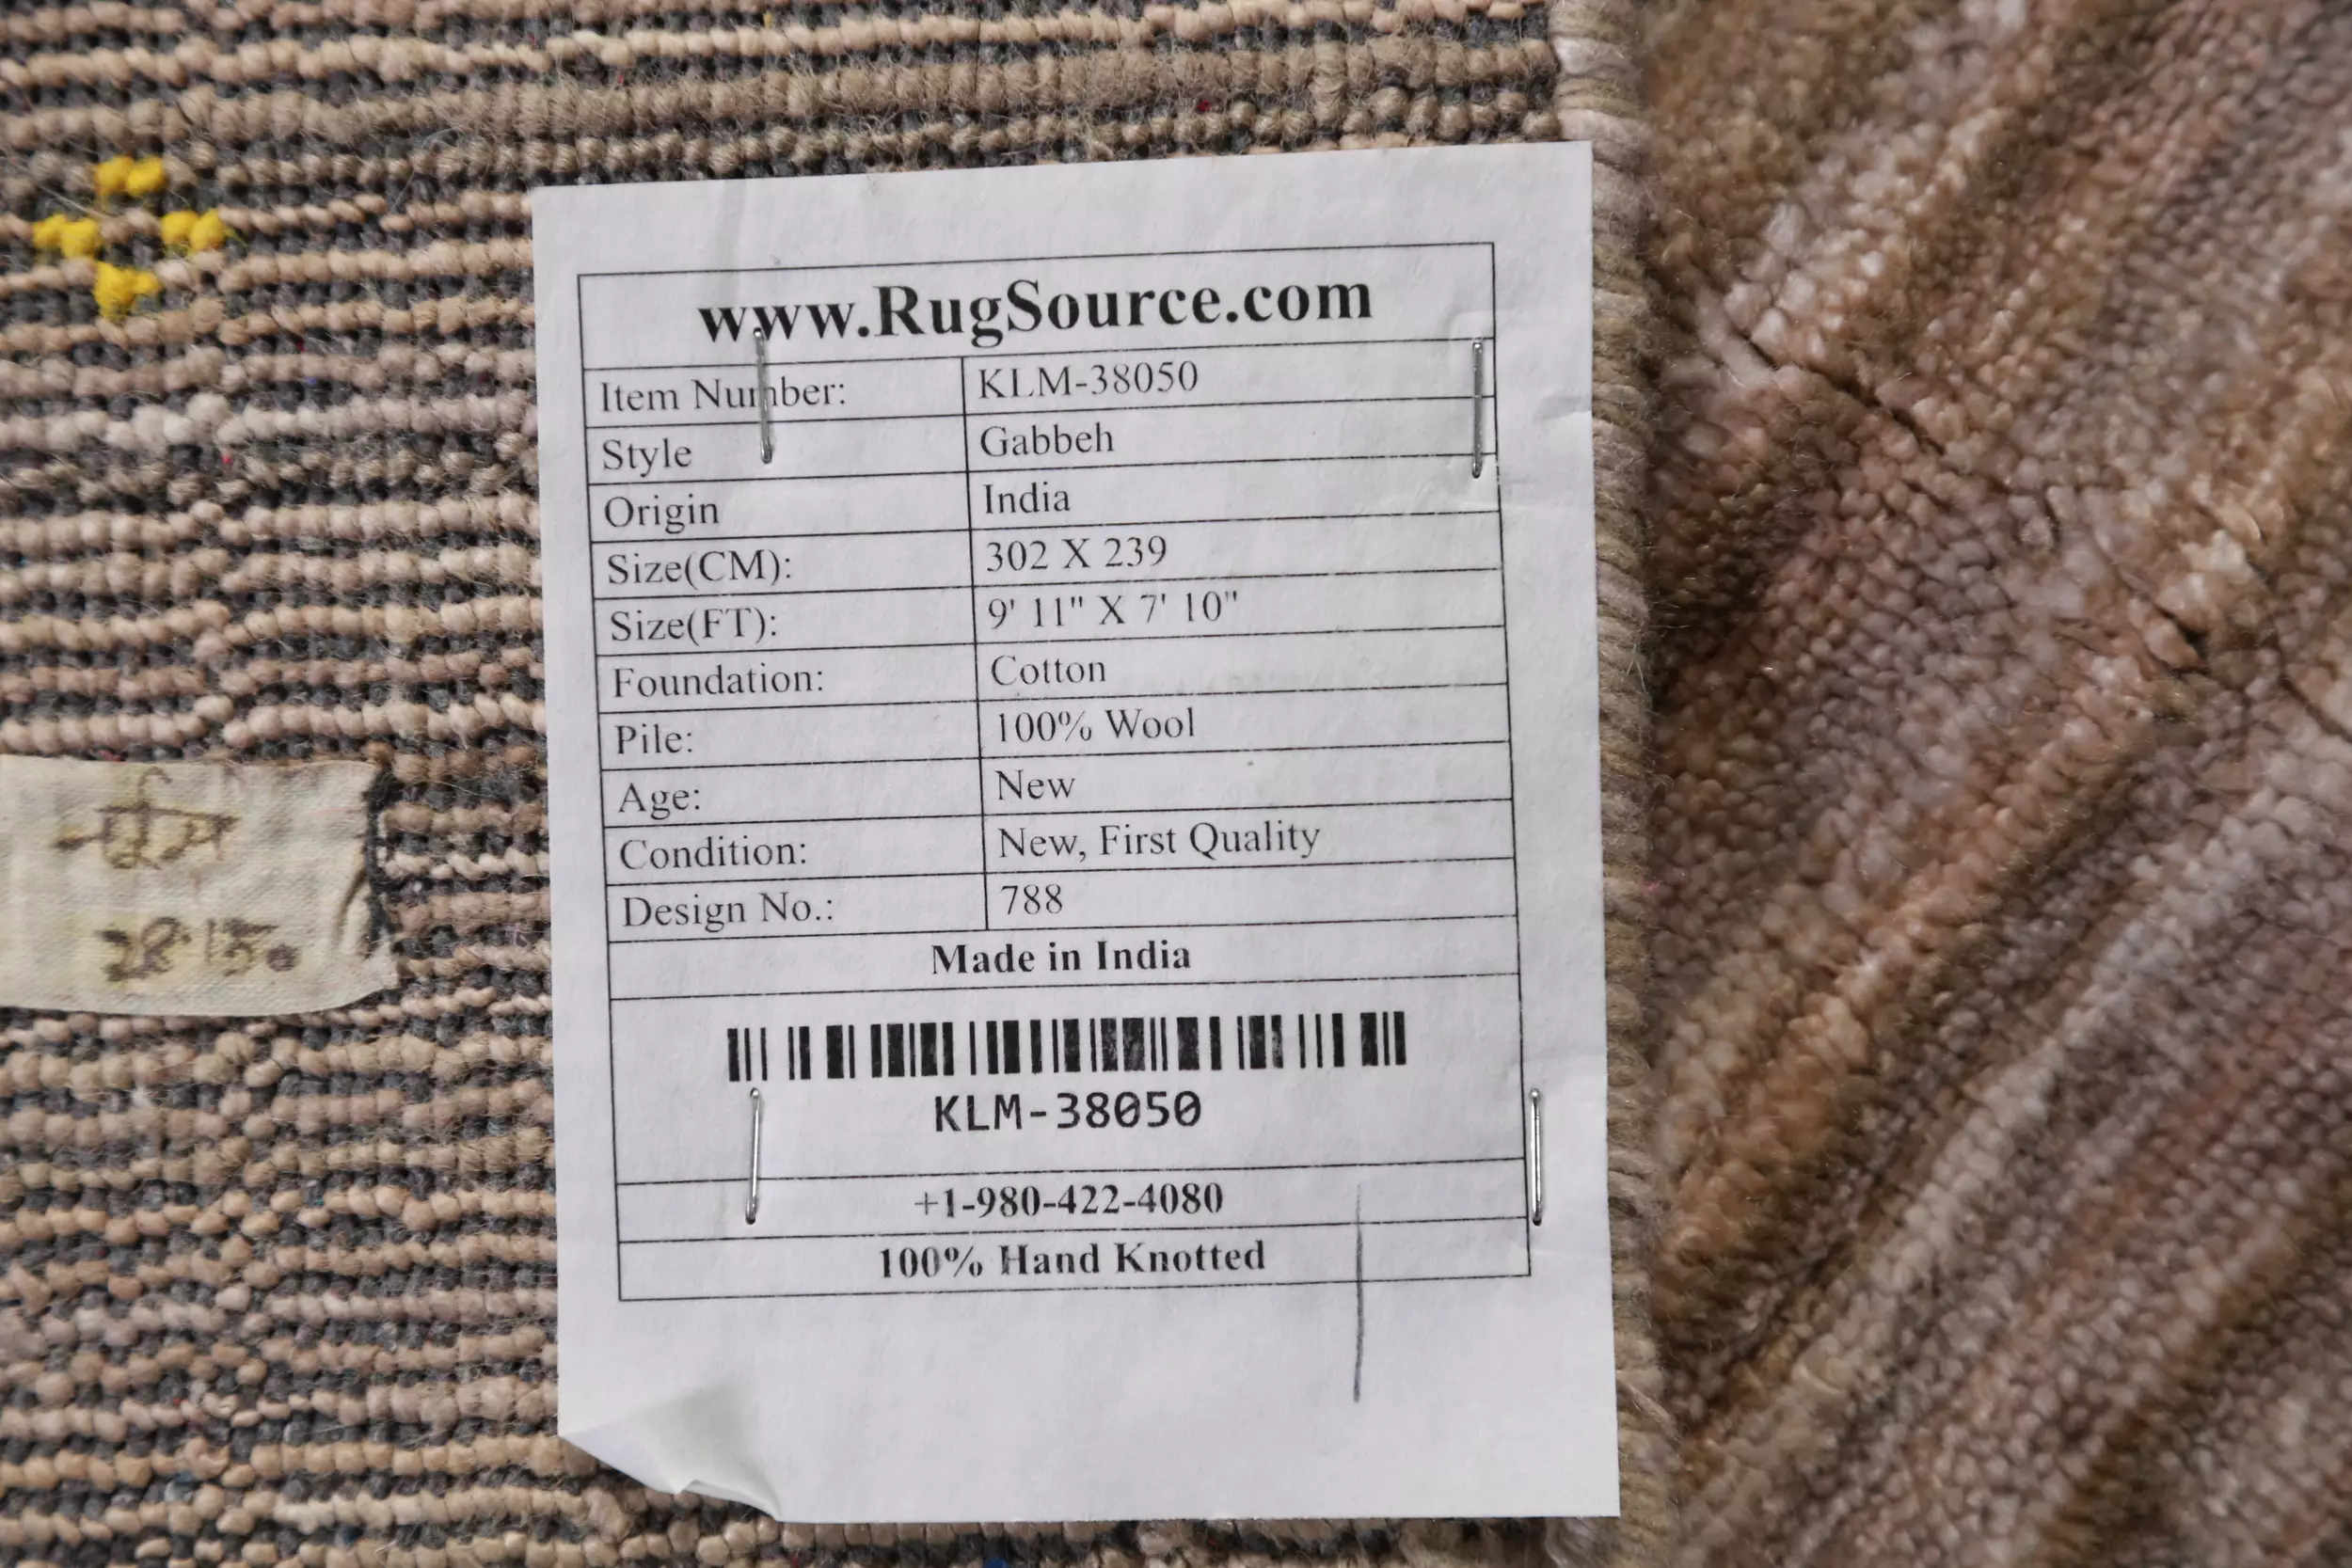 www.RugSource.com
Item Number: KLM-38050
Style Gabbeh
Origin India
Size(CM): 302 X 239
Size(FT): 9' 11" X 7' 10"
Foundation: Cotton
Pile: 100% Wool
Age: New
Condition: New, First Quality
Design No.: 788
Made in India
KLM-38050
+1-980-422-4080
100% Hand Knotted